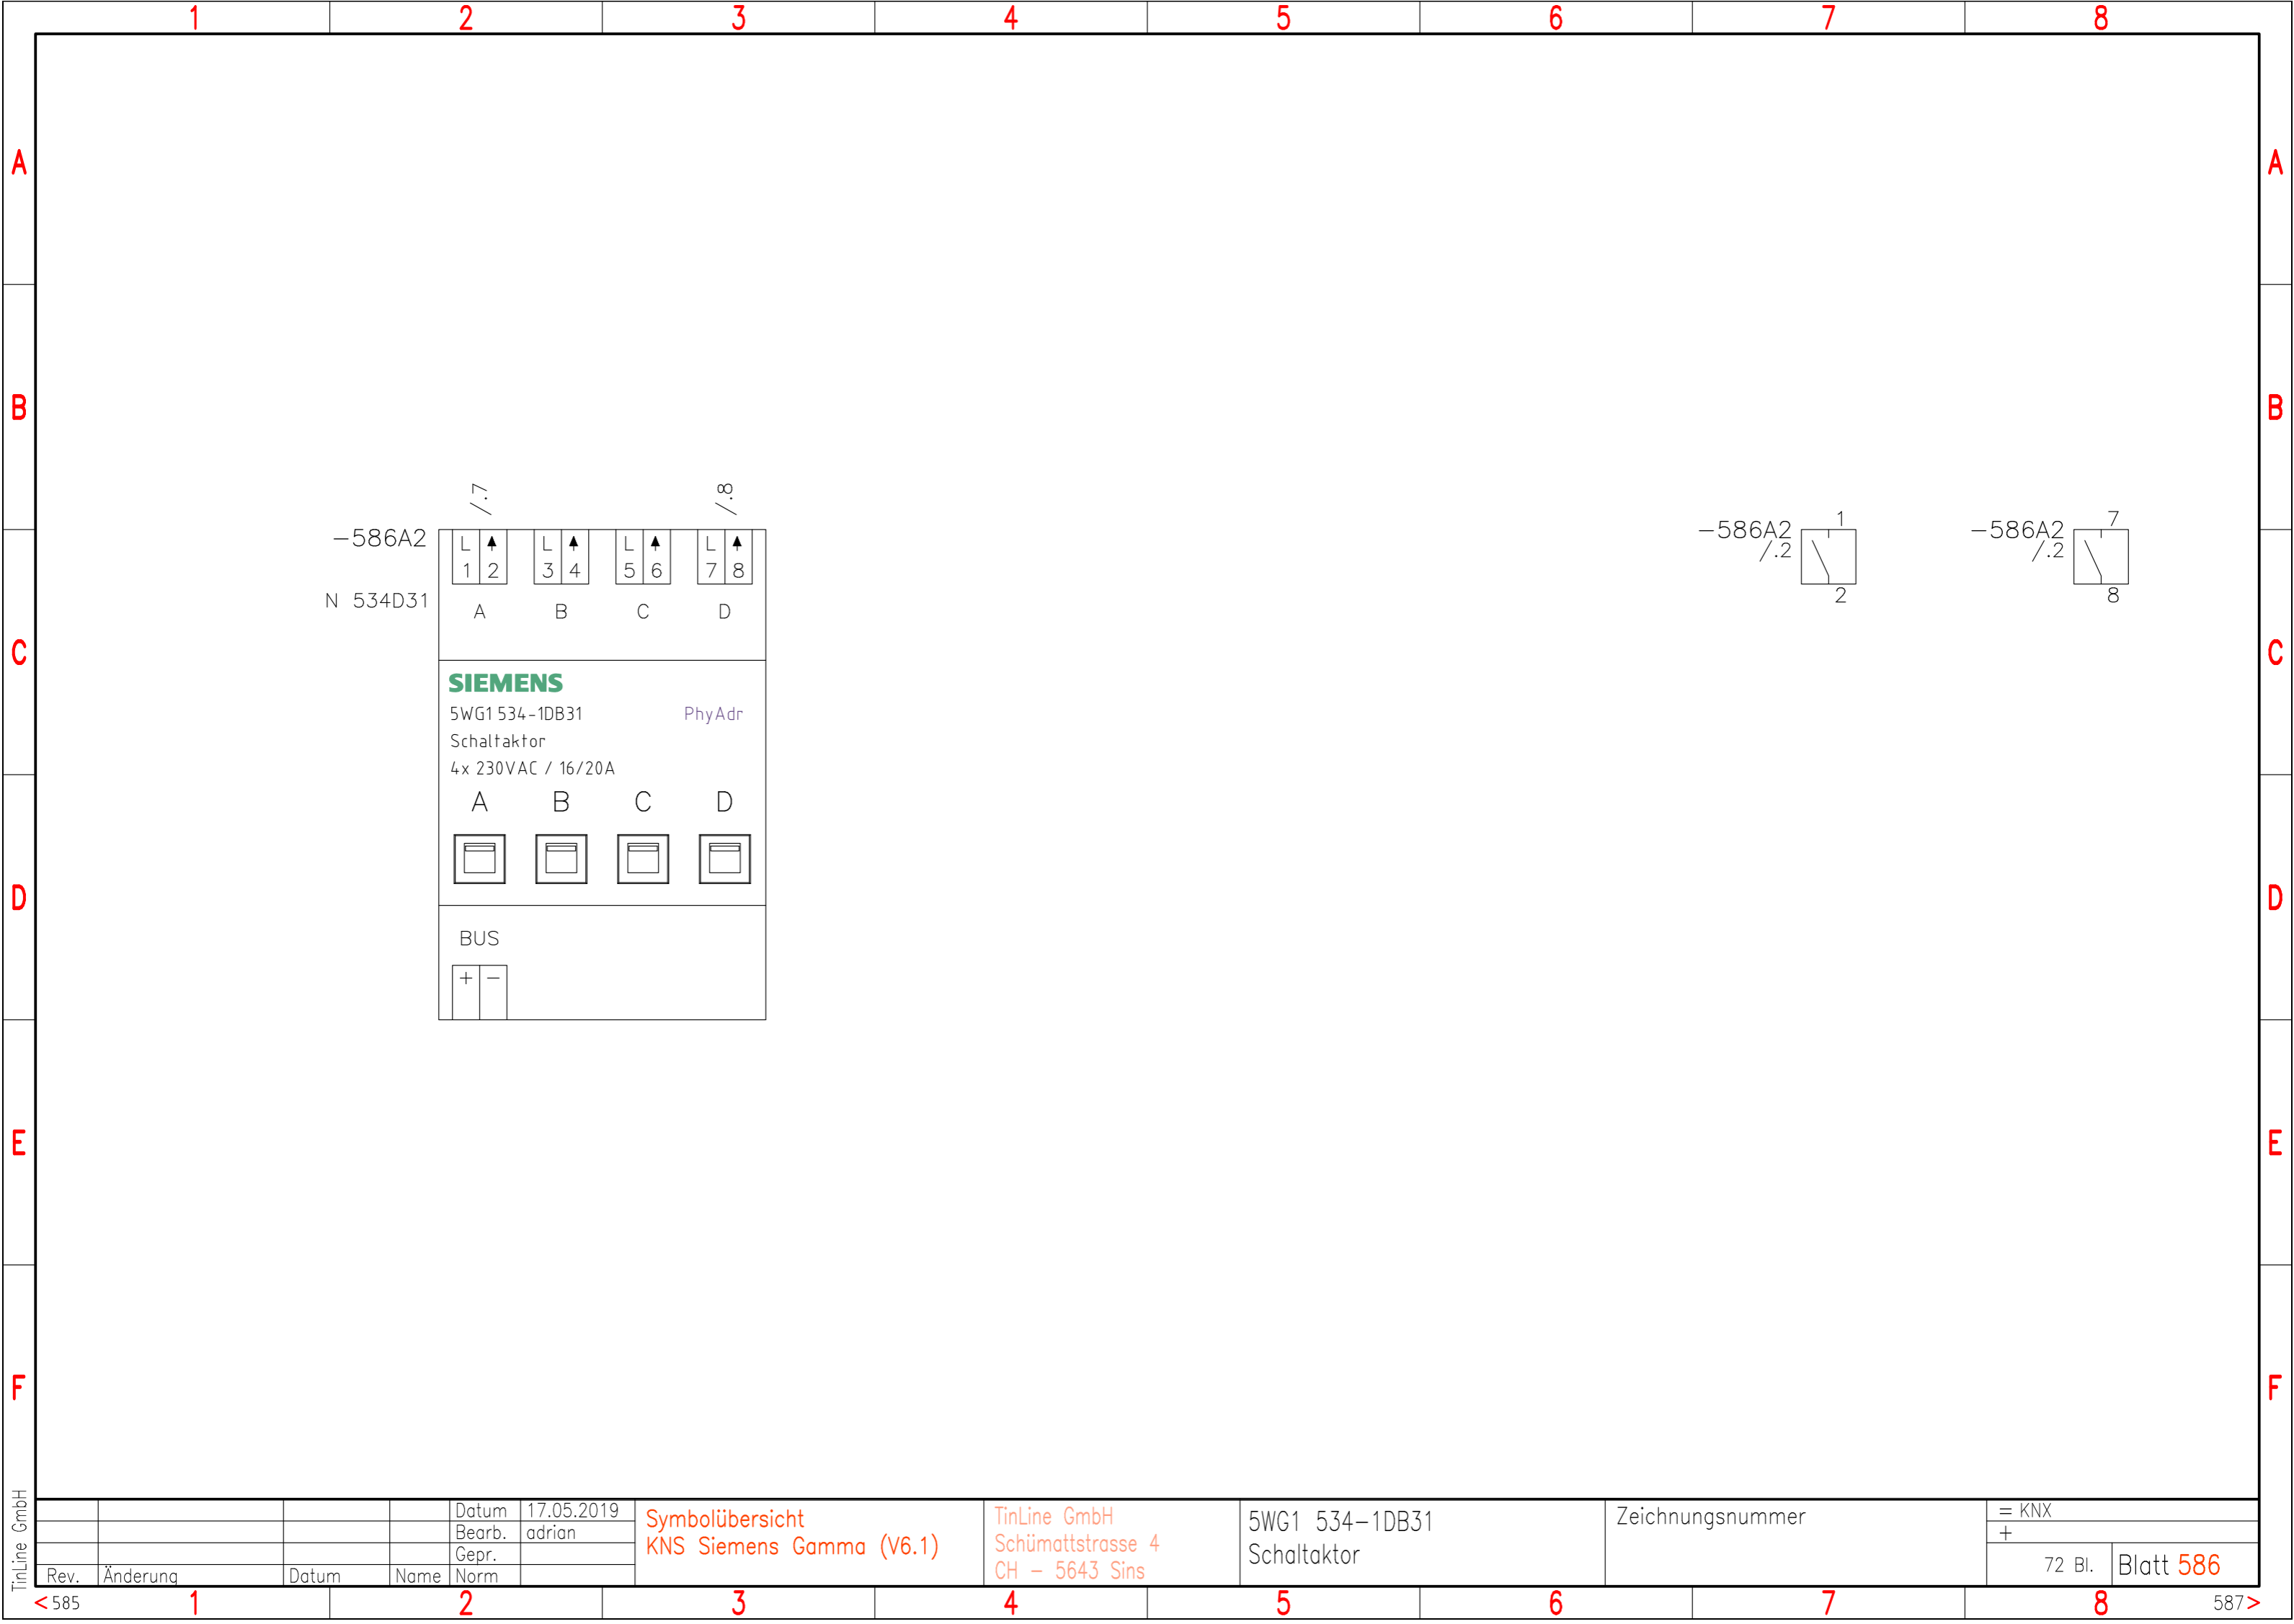 1 2 3 4 5 6 7 8
A A
B B
/.7 /.8
-586A2
L ↑ L ↑ L ↑ L ↑
1 2 3 4 5 6 7 8
N 534D31
A B C D
-586A2
/.2
1
2
-586A2
/.2
7
8
C C
SIEMENS
5WG1 534-1DB31 PhyAdr
Schaltaktor
4x 230VAC / 16/20A
A B C D
D D
BUS
+ -
E E
F F
TinLine GmbH
Rev. Änderung Datum Name
Datum 17.05.2019
Bearb. adrian
Gepr.
Norm
Symbolübersicht
KNS Siemens Gamma (V6.1)
TinLine GmbH
Schümattstrasse 4
CH - 5643 Sins
5WG1 534-1DB31
Schaltaktor
Zeichnungsnummer
= KNX
+
72 Bl. Blatt 586
<585 1 2 3 4 5 6 7 8 587>